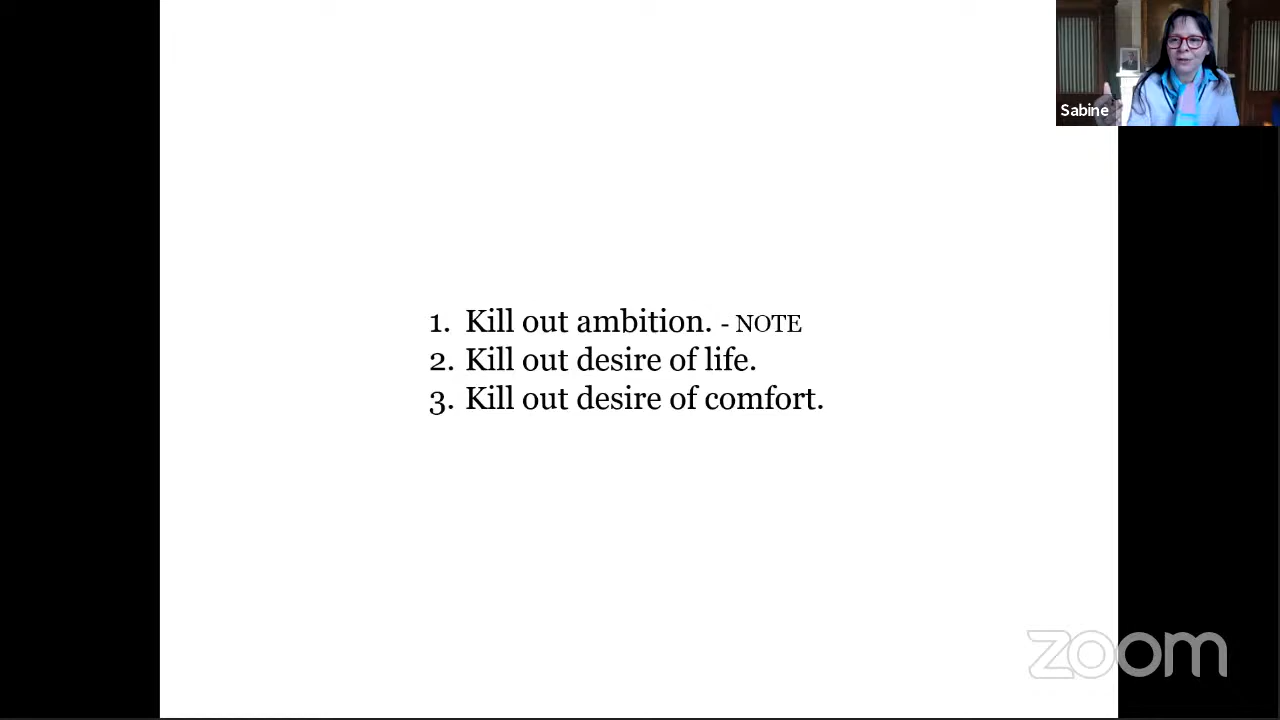 Sabine
1. Kill out ambition. - NOTE
2. Kill out desire of life.
3. Kill out desire of comfort.
zoom